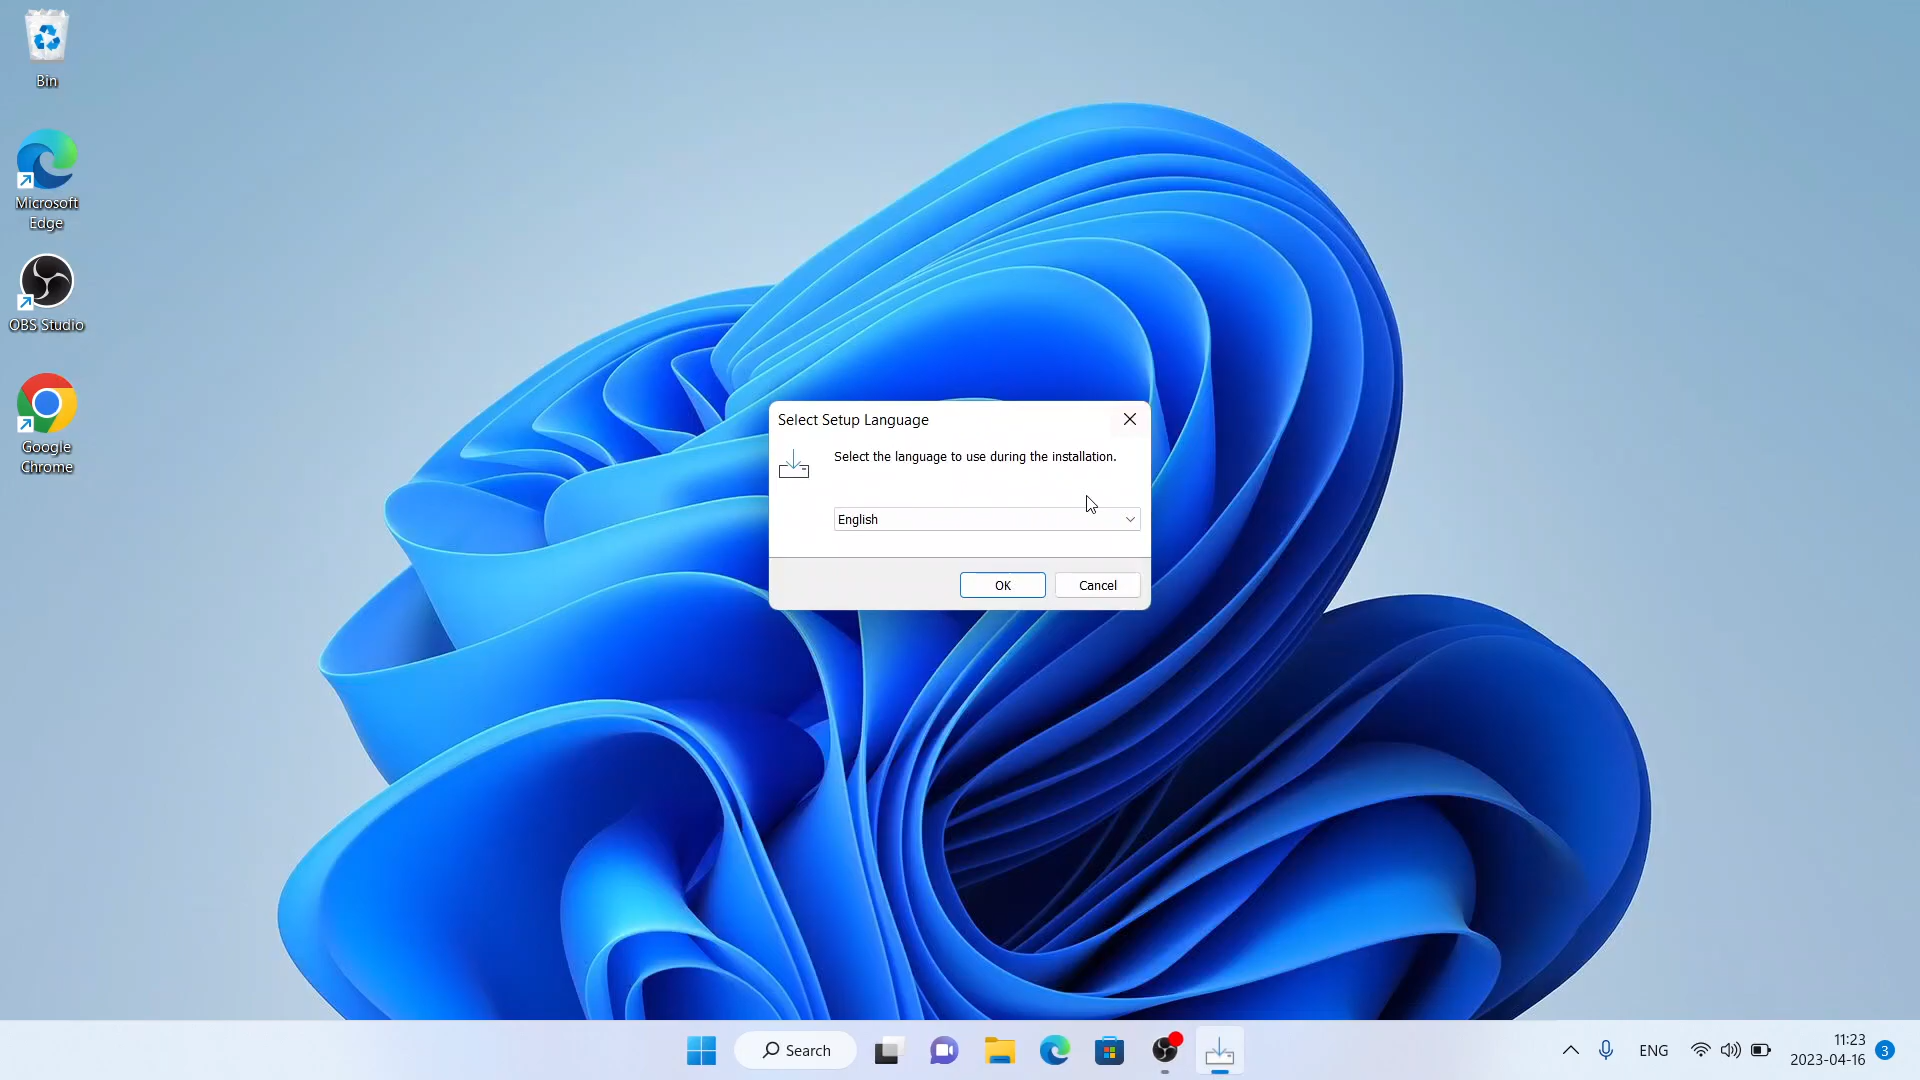 Bin
Microsoft
Edge
OBS Studio
Google
Chrome
Select Setup Language
Select the language to use during the installation.
English
OK
Cancel
Search
ENG
11:23
2023-04-16
3